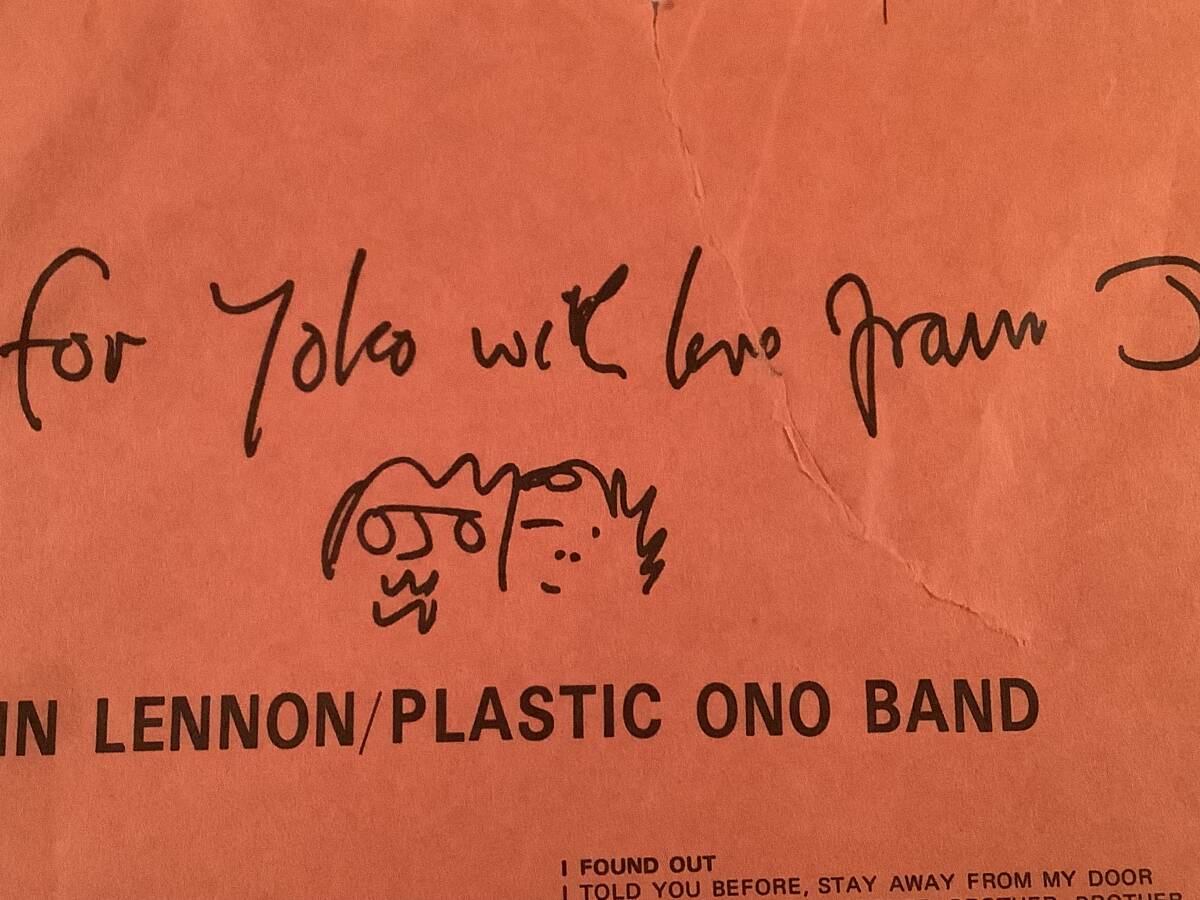 for Yoko with love from J
IN LENNON/PLASTIC ONO BAND
I FOUND OUT
I TOLD YOU BEFORE, STAY AWAY FROM MY DOOR